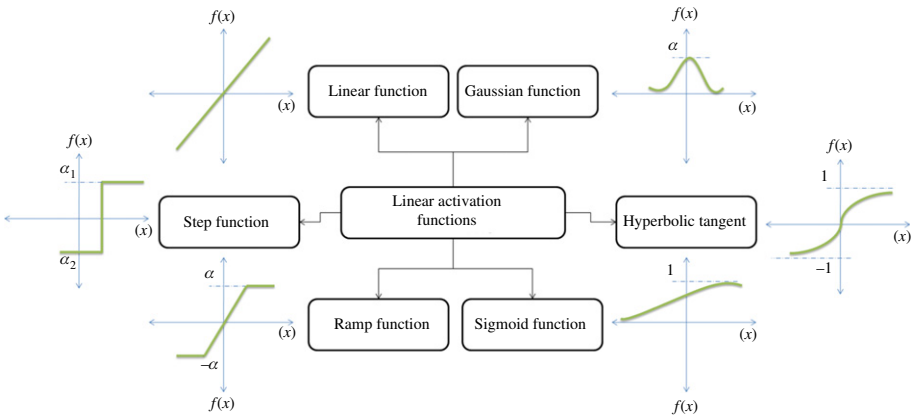 f(x)
(x)
Linear function
Gaussian function
f(x)
α
(x)
f(x)
α1
α2
(x)
Step function
Linear activation
functions
Hyperbolic tangent
f(x)
1
−1
(x)
α
−α
(x)
f(x)
Ramp function
Sigmoid function
1
(x)
f(x)